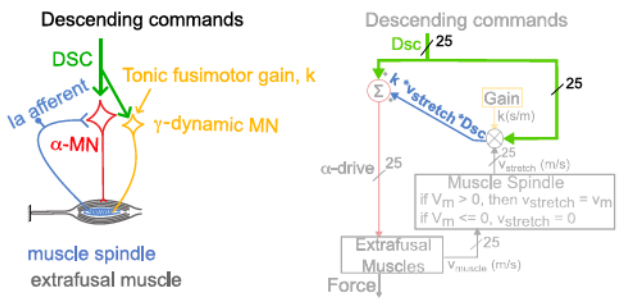 Descending commands
DSC
Tonic fusimotor gain, k
Ia afferent
γ-dynamic MN
α-MN
muscle spindle
extrafusal muscle
Descending commands
Dsc
25
25
Gain
k(s/m)
Σ
k *vstretch*Dsc
25
vstretch (m/s)
α-drive
25
Muscle Spindle
if Vm > 0, then vstretch = vm
if Vm <= 0, vstretch = 0
Extrafusal
Muscles
25
vmuscle (m/s)
Force